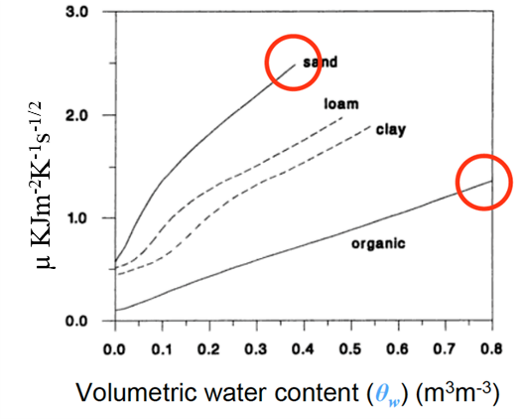 3.0
sand
loam
2.0
clay
μ KJm⁻²K⁻¹s⁻¹/²
1.0
organic
0.0
0.0 0.1 0.2 0.3 0.4 0.5 0.6 0.7 0.8
Volumetric water content (θw) (m³m⁻³)